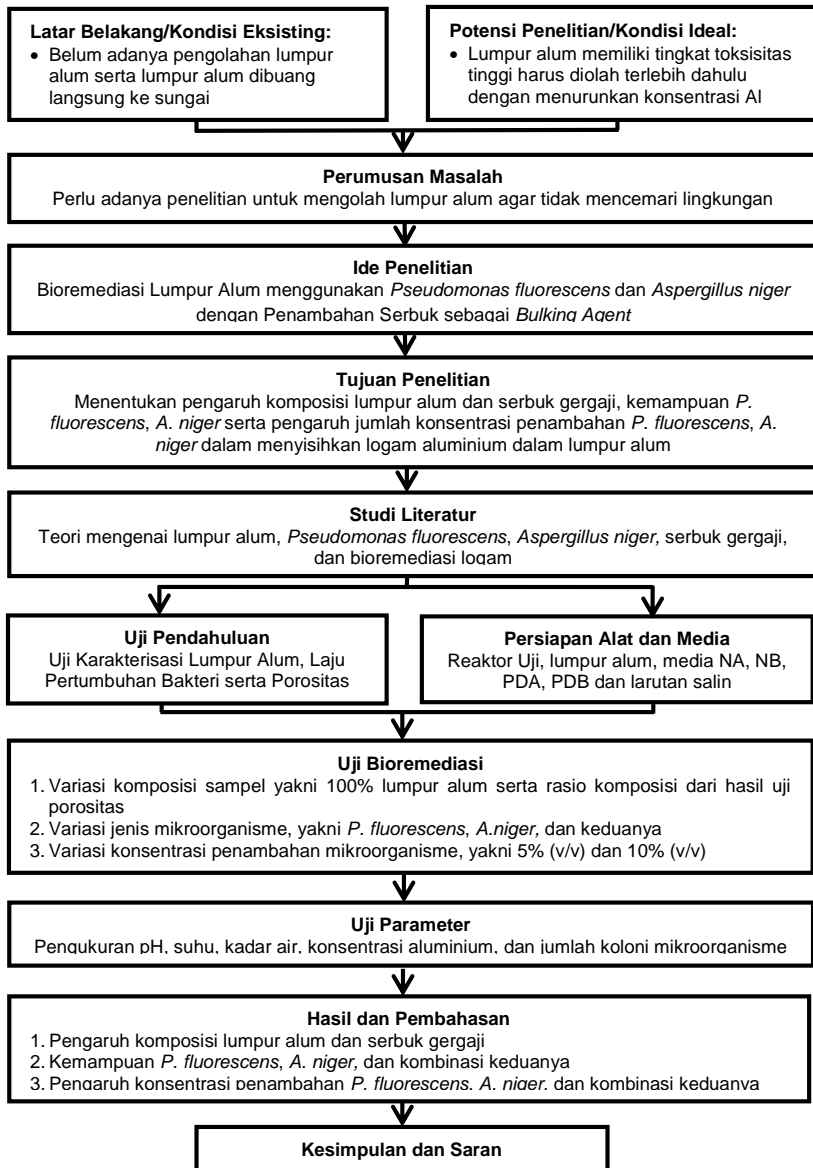 Latar Belakang/Kondisi Eksisting:
• Belum adanya pengolahan lumpur
alum serta lumpur alum dibuang
langsung ke sungai
Potensi Penelitian/Kondisi Ideal:
• Lumpur alum memiliki tingkat toksisitas
tinggi harus diolah terlebih dahulu
dengan menurunkan konsentrasi Al
Perumusan Masalah
Perlu adanya penelitian untuk mengolah lumpur alum agar tidak mencemari lingkungan
Ide Penelitian
Bioremediasi Lumpur Alum menggunakan Pseudomonas fluorescens dan Aspergillus niger
dengan Penambahan Serbuk sebagai Bulking Agent
Tujuan Penelitian
Menentukan pengaruh komposisi lumpur alum dan serbuk gergaji, kemampuan P.
fluorescens, A. niger serta pengaruh jumlah konsentrasi penambahan P. fluorescens, A.
niger dalam menyisihkan logam aluminium dalam lumpur alum
Studi Literatur
Teori mengenai lumpur alum, Pseudomonas fluorescens, Aspergillus niger, serbuk gergaji,
dan bioremediasi logam
Uji Pendahuluan
Uji Karakterisasi Lumpur Alum, Laju
Pertumbuhan Bakteri serta Porositas
Persiapan Alat dan Media
Reaktor Uji, lumpur alum, media NA, NB,
PDA, PDB dan larutan salin
Uji Bioremediasi
1. Variasi komposisi sampel yakni 100% lumpur alum serta rasio komposisi dari hasil uji
porositas
2. Variasi jenis mikroorganisme, yakni P. fluorescens, A.niger, dan keduanya
3. Variasi konsentrasi penambahan mikroorganisme, yakni 5% (v/v) dan 10% (v/v)
Uji Parameter
Pengukuran pH, suhu, kadar air, konsentrasi aluminium, dan jumlah koloni mikroorganisme
Hasil dan Pembahasan
1. Pengaruh komposisi lumpur alum dan serbuk gergaji
2. Kemampuan P. fluorescens, A. niger, dan kombinasi keduanya
3. Pengaruh konsentrasi penambahan P. fluorescens, A. niger, dan kombinasi keduanya
Kesimpulan dan Saran